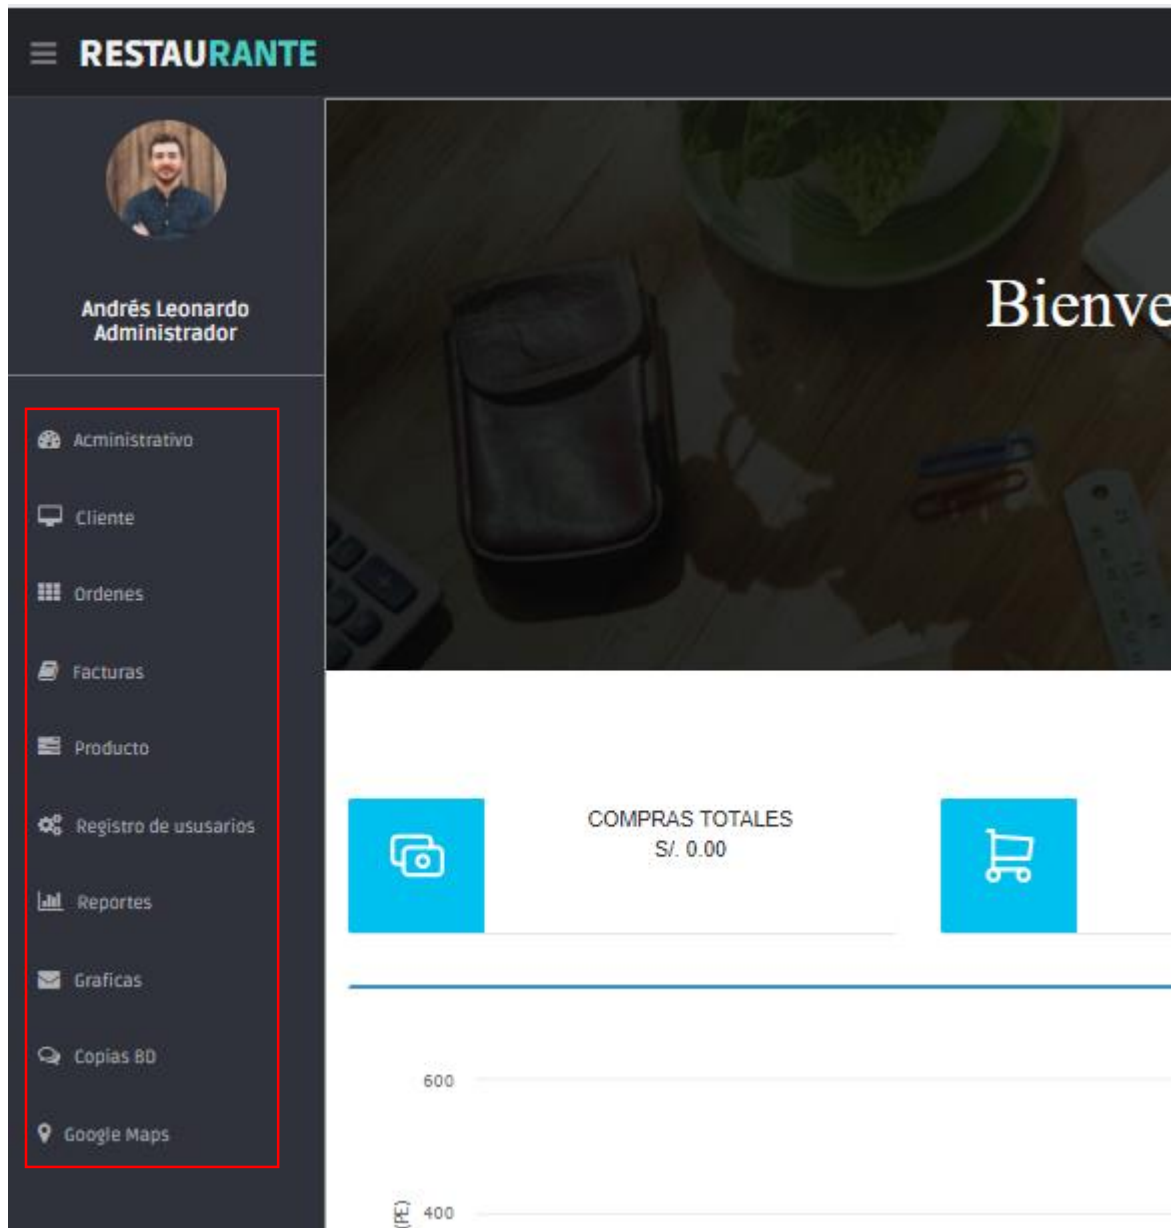 RESTAURANTE
Andrés Leonardo
Administrador
Bienve
Acministrativo
Cliente
Ordenes
Facturas
Producto
Registro de ususarios
Reportes
Graficas
Copias BD
Google Maps
COMPRAS TOTALES
S/. 0.00
600
400
(PE)